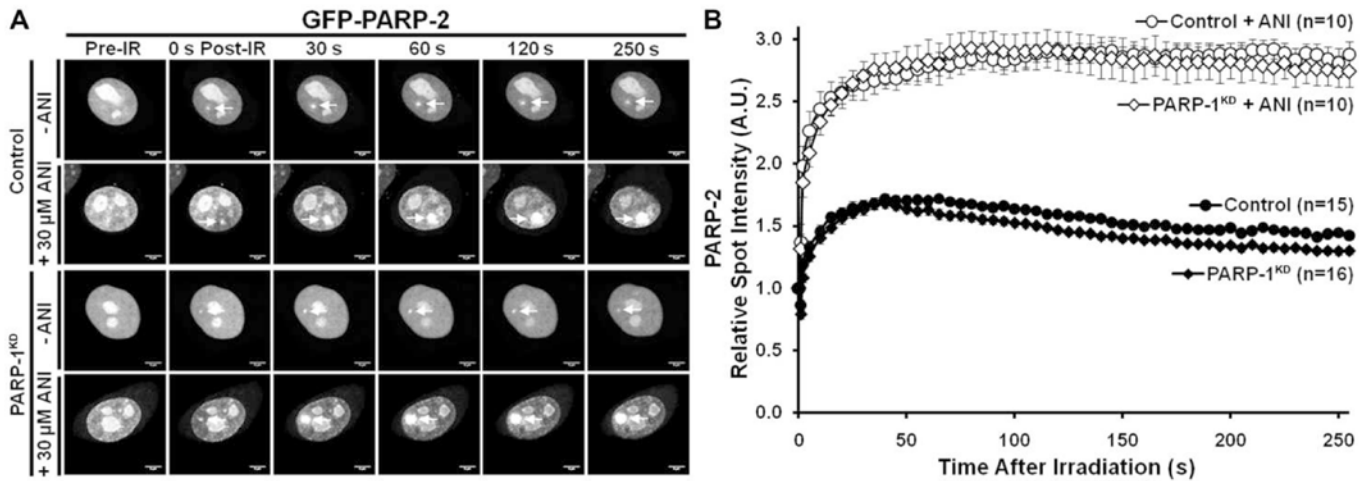 A
GFP-PARP-2
Pre-IR 0 s Post-IR 30 s 60 s 120 s 250 s
Control
- ANI
+ 30 µM ANI
PARP-1KD
- ANI
+ 30 µM ANI
B
PARP-2
Relative Spot Intensity (A.U.)
3.0
2.5
2.0
1.5
1.0
0.5
0.0
Control + ANI (n=10)
PARP-1KD + ANI (n=10)
Control (n=15)
PARP-1KD (n=16)
0 50 100 150 200 250
Time After Irradiation (s)